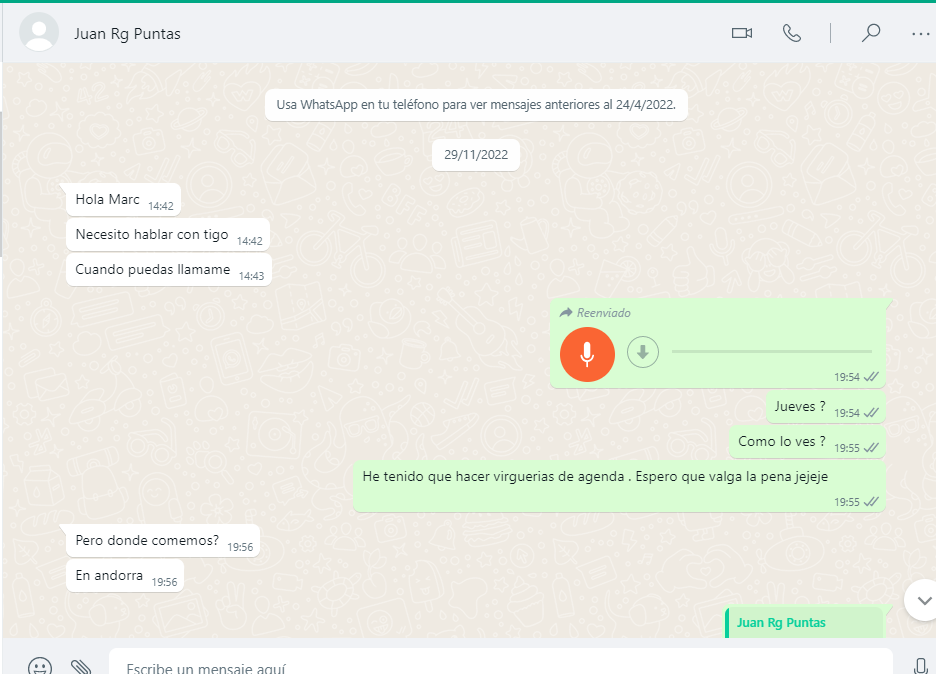 Juan Rg Puntas
Usa WhatsApp en tu teléfono para ver mensajes anteriores al 24/4/2022.
29/11/2022
Hola Marc 14:42
Necesito hablar con tigo 14:42
Cuando puedas llamame 14:43
Reenviado
19:54
Jueves ? 19:54
Como lo ves ? 19:55
He tenido que hacer virguerias de agenda . Espero que valga la pena jejeje
19:55
Pero donde comemos? 19:56
En andorra 19:56
Juan Rg Puntas
Escribe un mensaje aquí